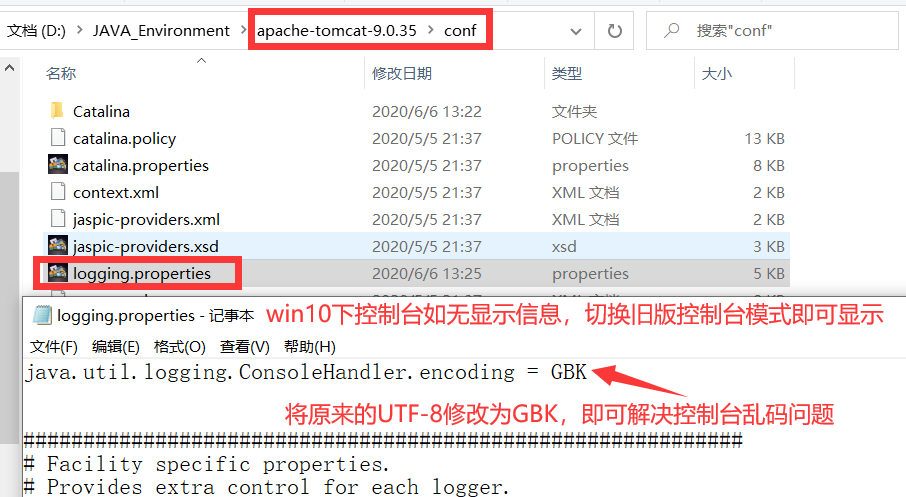 文档 (D:) > JAVA_Environment > apache-tomcat-9.0.35 > conf 搜索"conf"
名称 修改日期 类型 大小
Catalina 2020/6/6 13:22 文件夹
catalina.policy 2020/5/5 21:37 POLICY 文件 13 KB
catalina.properties 2020/5/5 21:37 properties 8 KB
context.xml 2020/5/5 21:37 XML 文档 2 KB
jaspic-providers.xml 2020/5/5 21:37 XML 文档 2 KB
jaspic-providers.xsd 2020/5/5 21:37 xsd 3 KB
logging.properties 2020/6/6 13:25 properties 5 KB
logging.properties - 记事本 win10下控制台如无显示信息，切换旧版控制台模式即可显示
文件(F) 编辑(E) 格式(O) 查看(V) 帮助(H)
java.util.logging.ConsoleHandler.encoding = GBK
将原来的UTF-8修改为GBK，即可解决控制台乱码问题
############################################################
# Facility specific properties.
# Provides extra control for each logger.